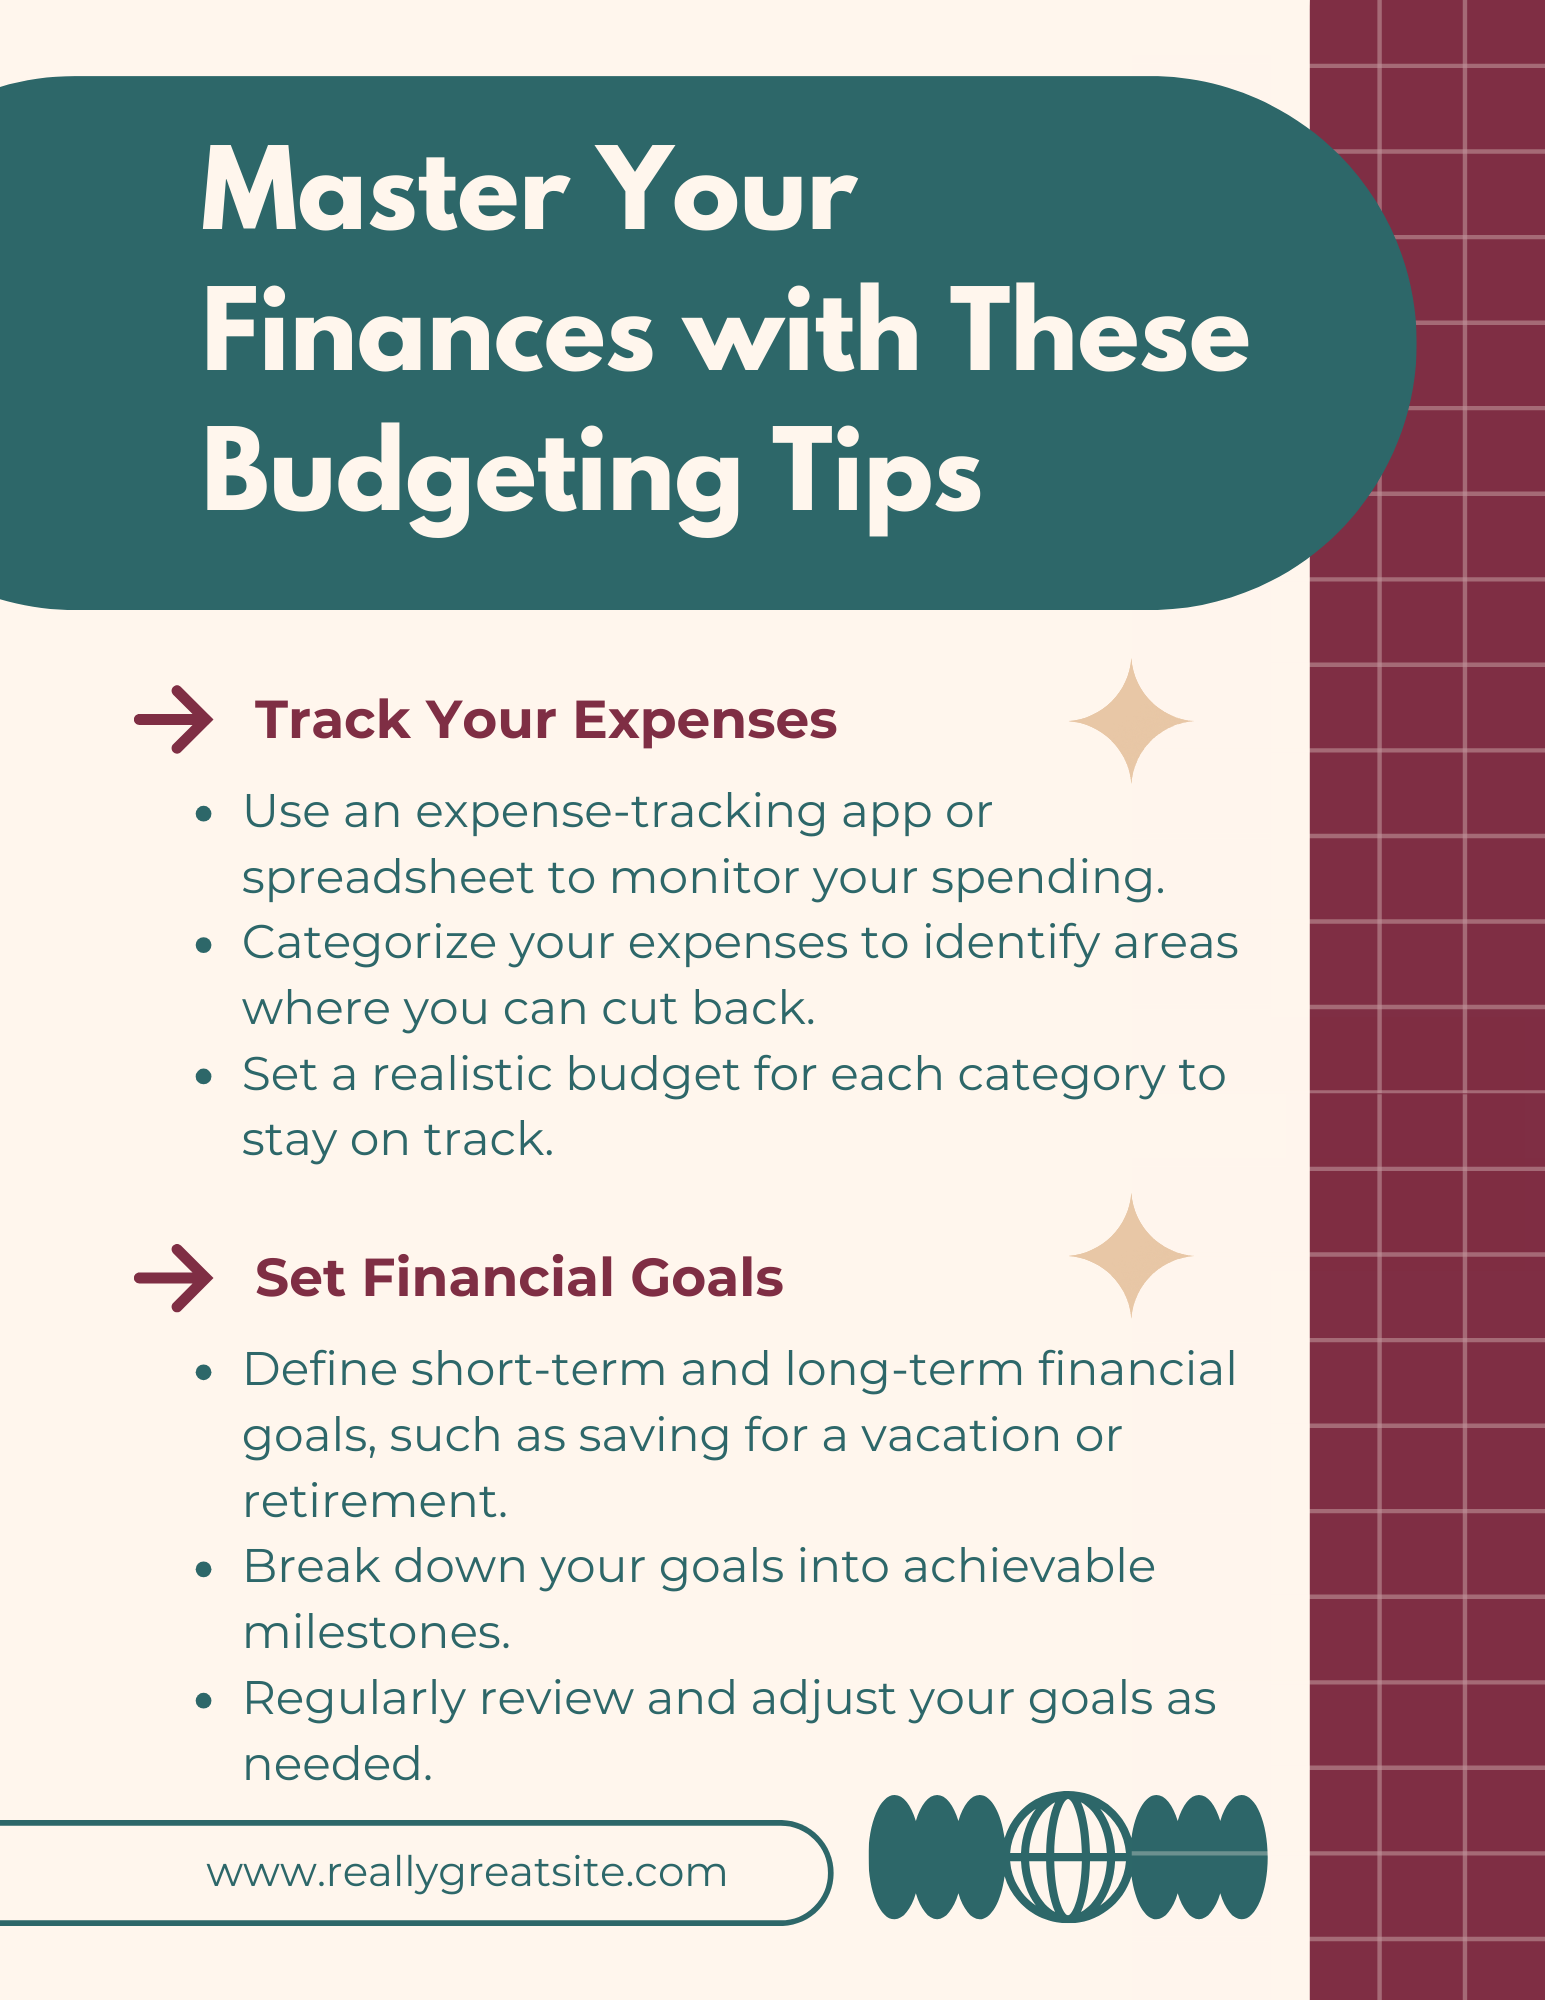 Master Your
Finances with These
Budgeting Tips
Track Your Expenses
• Use an expense-tracking app or
spreadsheet to monitor your spending.
• Categorize your expenses to identify areas
where you can cut back.
• Set a realistic budget for each category to
stay on track.
Set Financial Goals
• Define short-term and long-term financial
goals, such as saving for a vacation or
retirement.
• Break down your goals into achievable
milestones.
• Regularly review and adjust your goals as
needed.
www.reallygreatsite.com